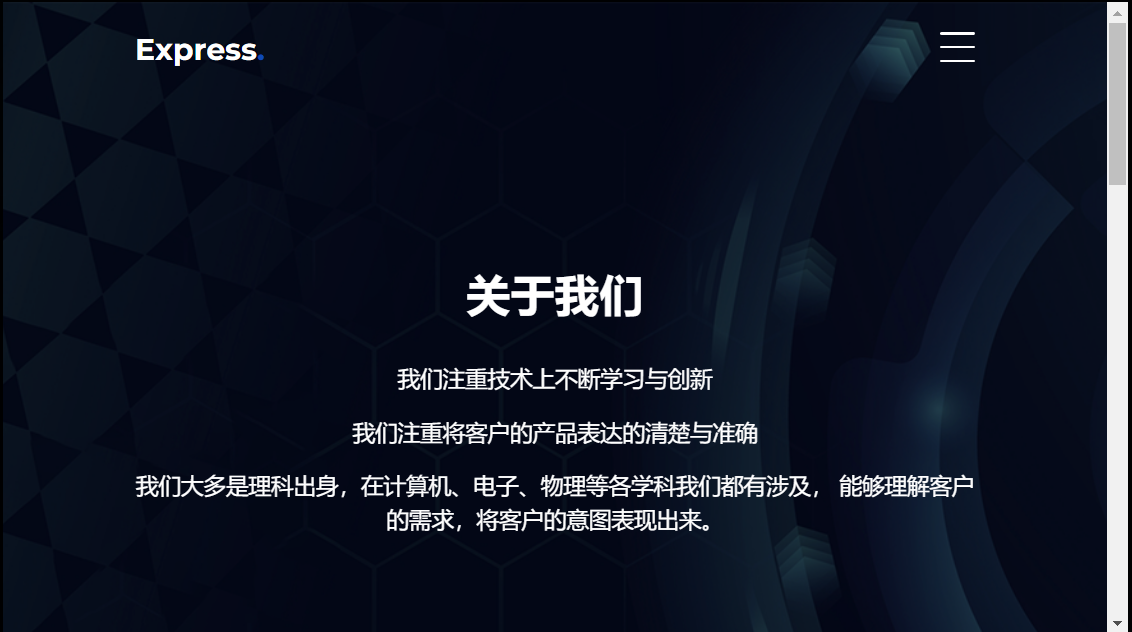 Express.
关于我们
我们注重技术上不断学习与创新
我们注重将客户的产品表达的清楚与准确
我们大多是理科出身，在计算机、电子、物理等各学科我们都有涉及， 能够理解客户
的需求，将客户的意图表现出来。